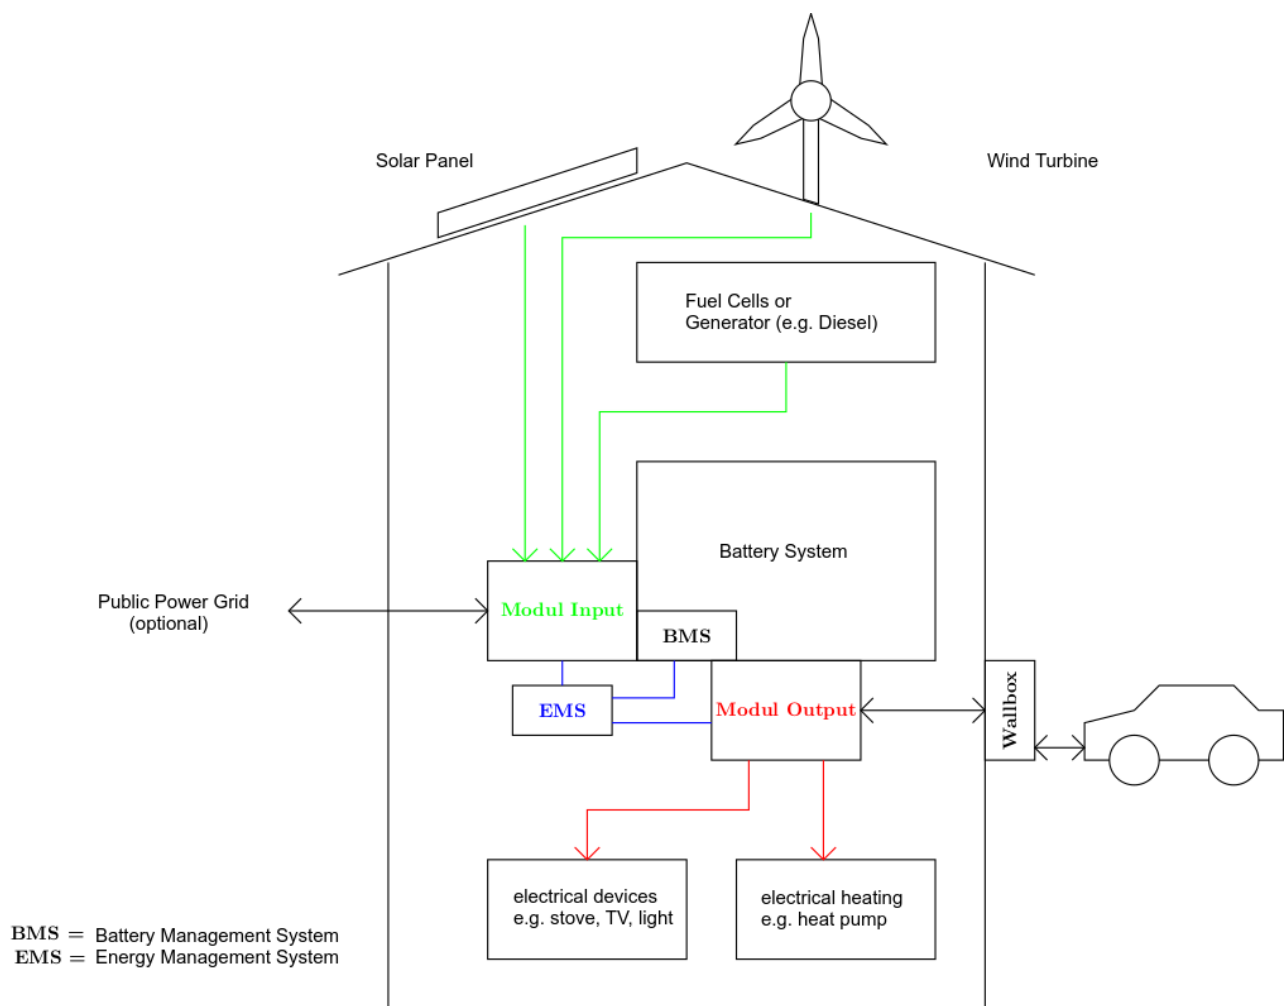 Solar Panel
Wind Turbine
Fuel Cells or
Generator (e.g. Diesel)
Battery System
Public Power Grid
(optional)
Modul Input
BMS
EMS
Modul Output
Wallbox
electrical devices
e.g. stove, TV, light
electrical heating
e.g. heat pump
BMS = Battery Management System
EMS = Energy Management System